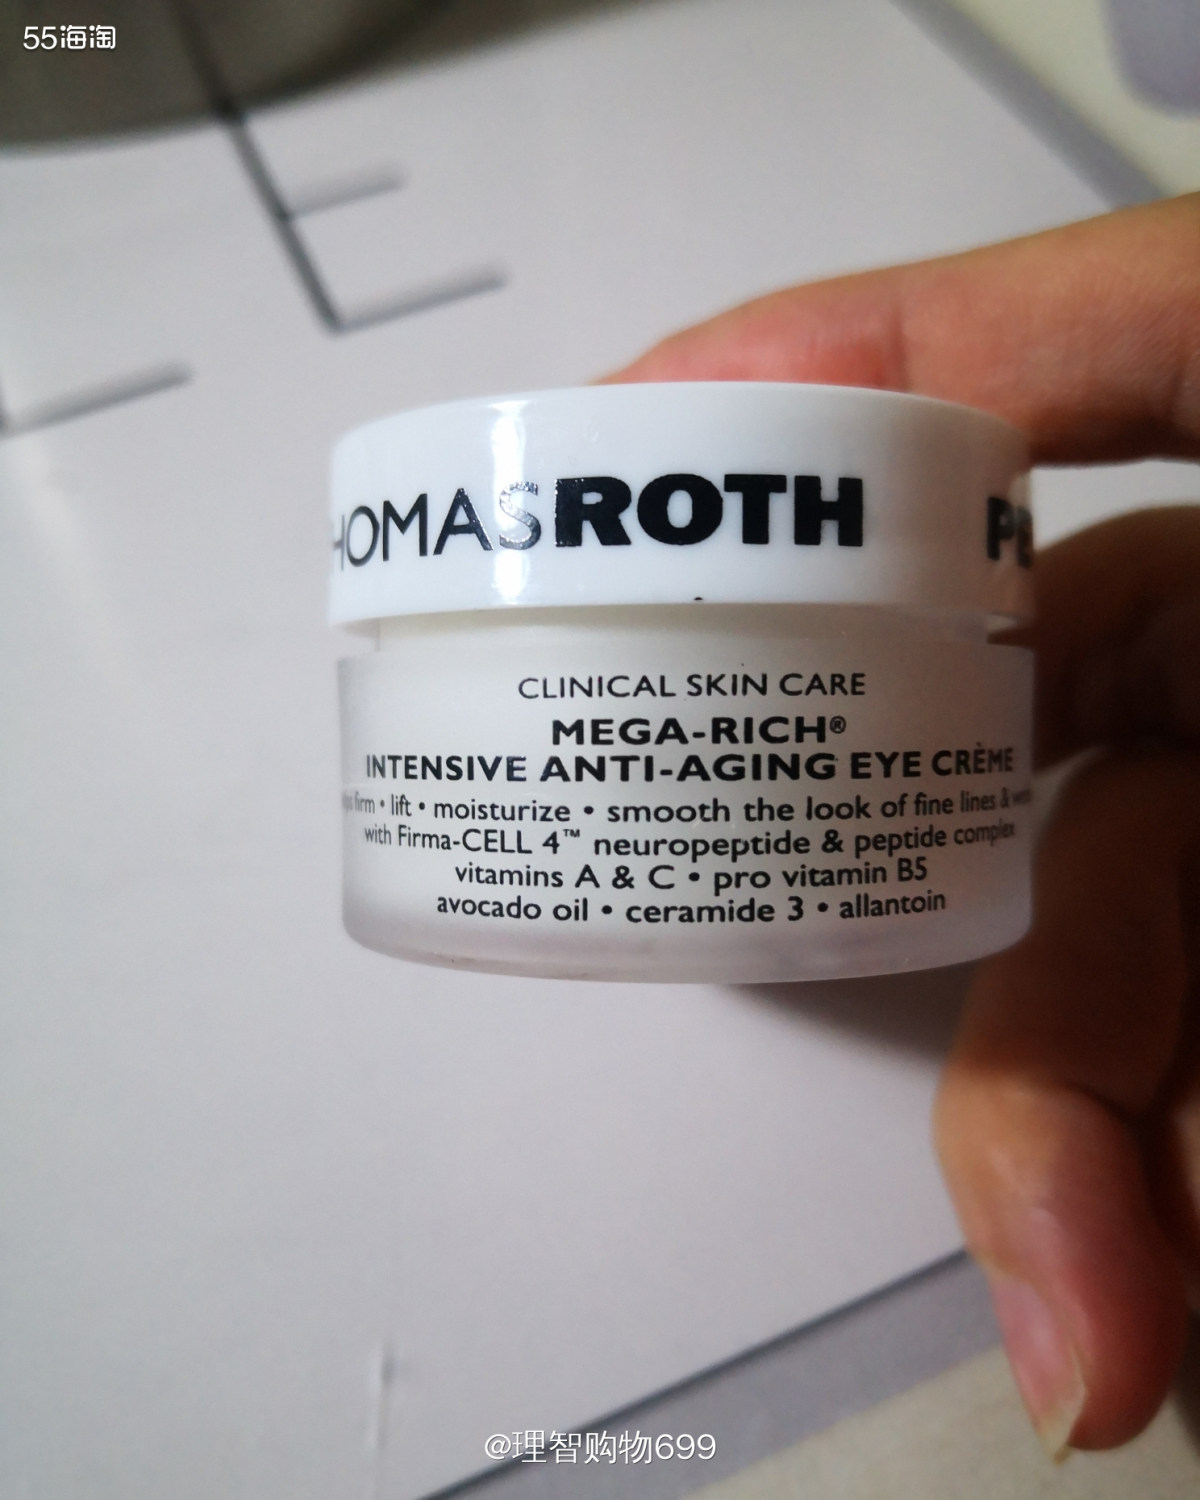 55海淘
THOMASROTH PE
CLINICAL SKIN CARE
MEGA-RICH®
INTENSIVE ANTI-AGING EYE CRÈME
firm • lift • moisturize • smooth the look of fine lines &
with Firma-CELL 4™ neuropeptide & peptide complex
vitamins A & C • pro vitamin B5
avocado oil • ceramide 3 • allantoin
@理智购物699